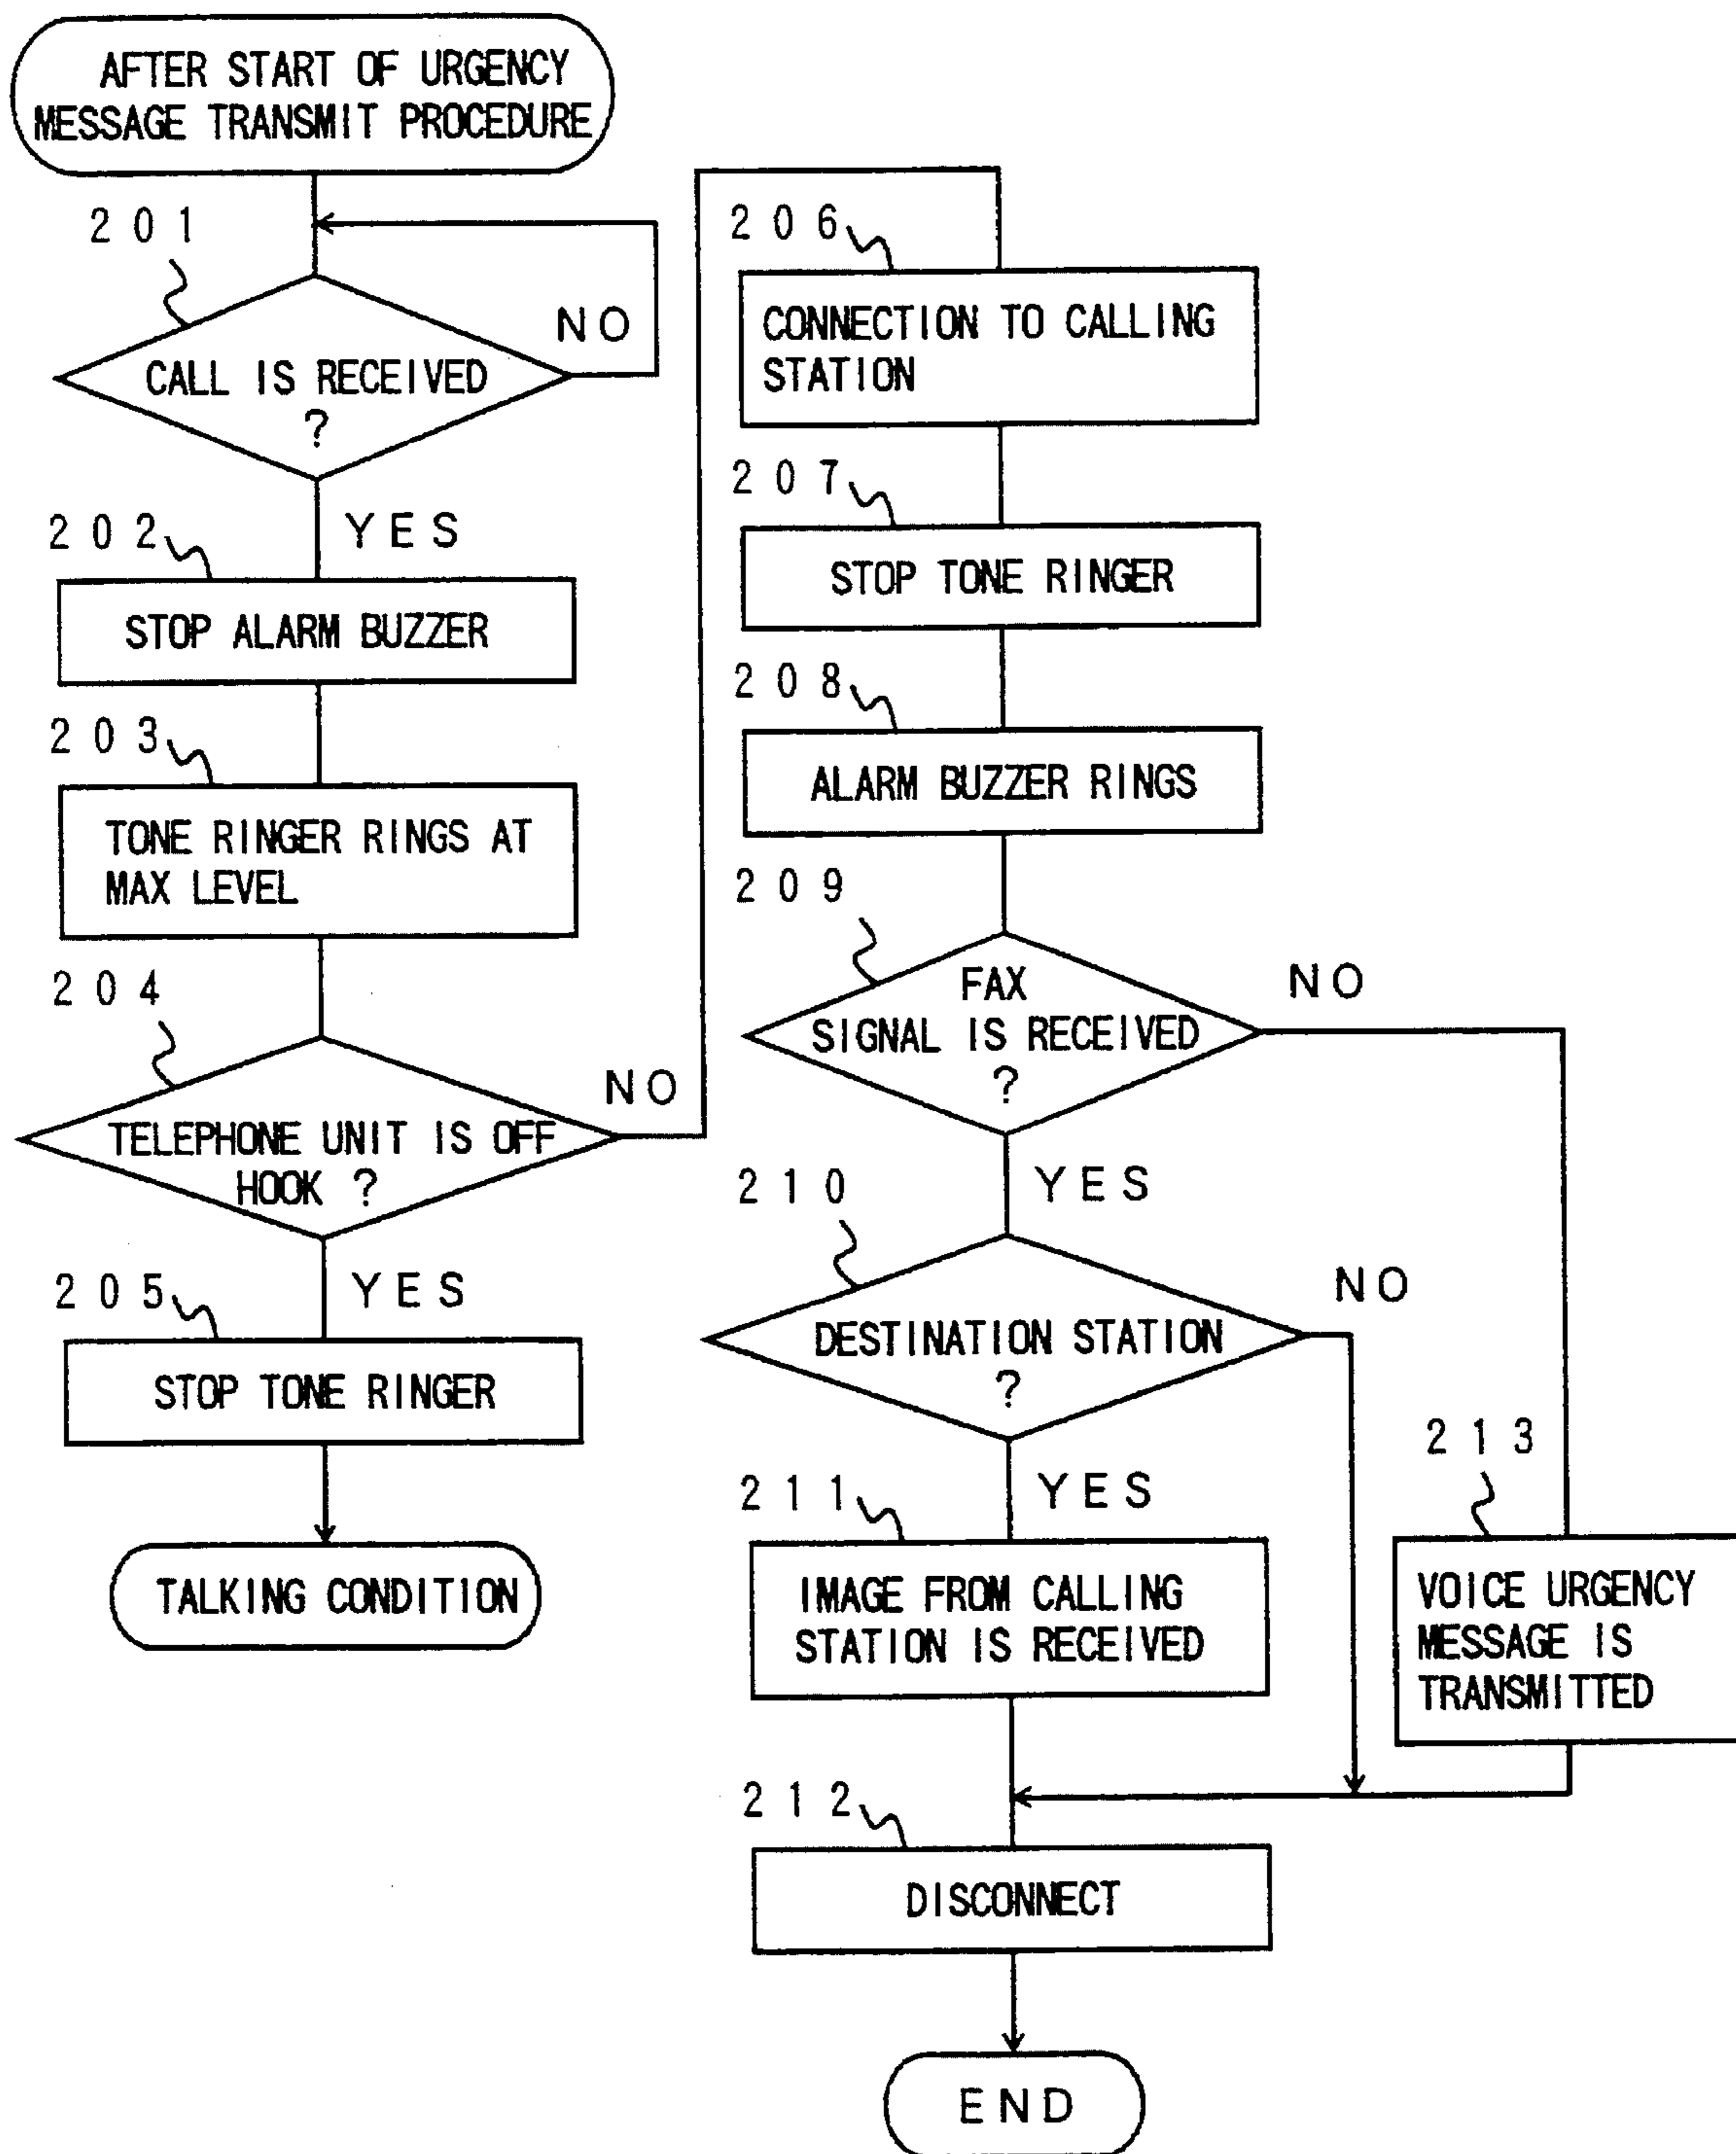 AFTER START OF URGENCY
MESSAGE TRANSMIT PROCEDURE
201
CALL IS RECEIVED
?
NO
YES
202
STOP ALARM BUZZER
203
TONE RINGER RINGS AT
MAX LEVEL
204
TELEPHONE UNIT IS OFF
HOOK ?
NO
YES
205
STOP TONE RINGER
TALKING CONDITION
206
CONNECTION TO CALLING
STATION
207
STOP TONE RINGER
208
ALARM BUZZER RINGS
209
FAX
SIGNAL IS RECEIVED
?
NO
YES
210
DESTINATION STATION
?
NO
YES
211
IMAGE FROM CALLING
STATION IS RECEIVED
213
VOICE URGENCY
MESSAGE IS
TRANSMITTED
212
DISCONNECT
END